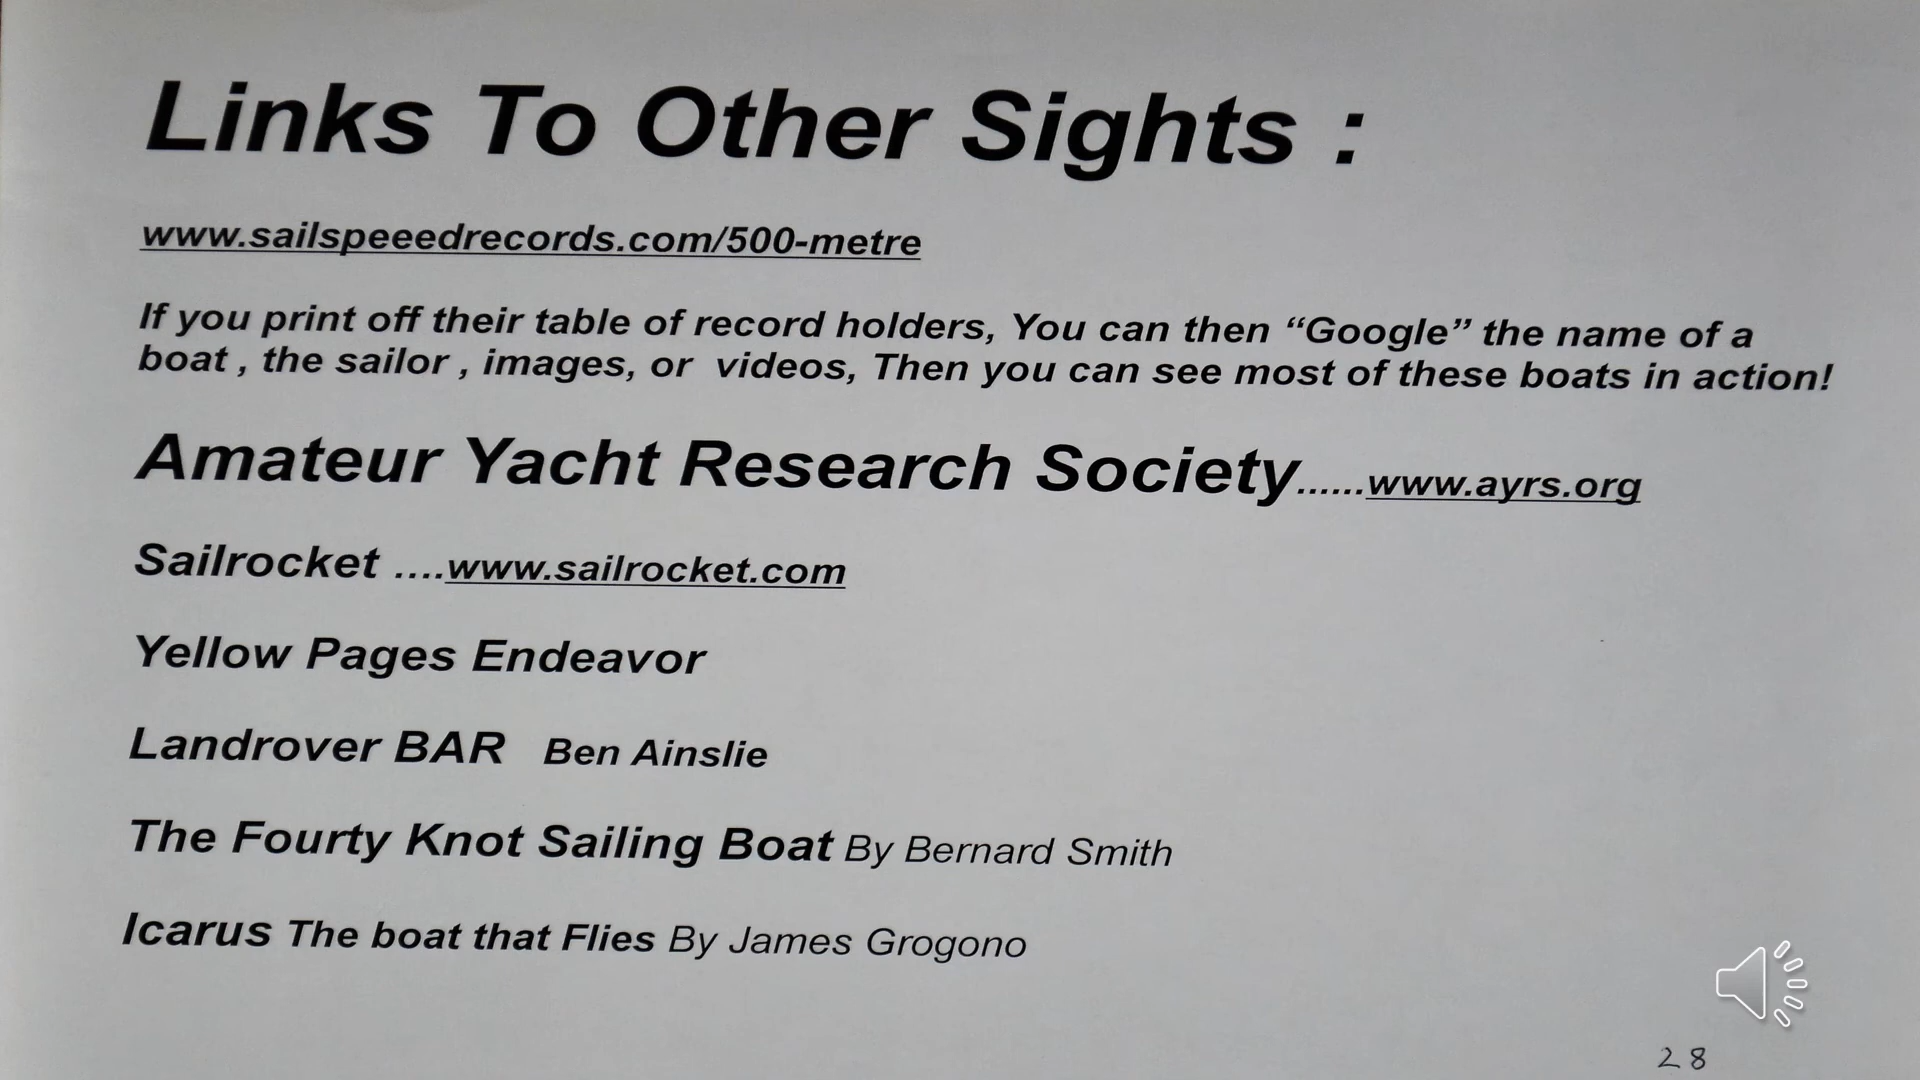 Links To Other Sights :
www.sailspeeedrecords.com/500-metre
If you print off their table of record holders, You can then “Google” the name of a
boat , the sailor , images, or videos, Then you can see most of these boats in action!
Amateur Yacht Research Society......www.ayrs.org
Sailrocket ....www.sailrocket.com
Yellow Pages Endeavor
Landrover BAR Ben Ainslie
The Fourty Knot Sailing Boat By Bernard Smith
Icarus The boat that Flies By James Grogono
28